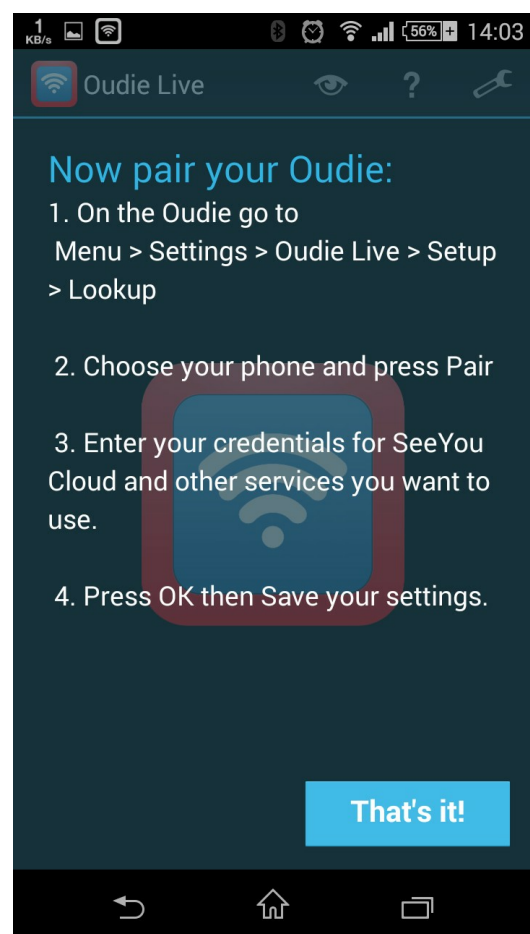 1
KB/s
56%
14:03
Oudie Live
?
Now pair your Oudie:
1. On the Oudie go to
Menu > Settings > Oudie Live > Setup
> Lookup
2. Choose your phone and press Pair
3. Enter your credentials for SeeYou
Cloud and other services you want to
use.
4. Press OK then Save your settings.
That's it!